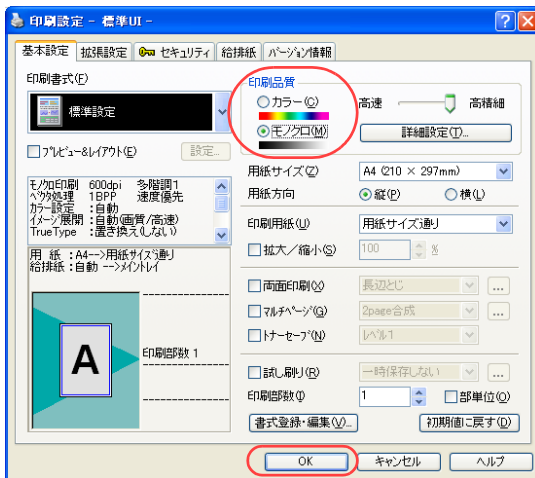 印刷設定 - 標準UI -
基本設定 拡張設定 セキュリティ 給排紙 バージョン情報
印刷書式(F)
標準設定
プレビュー&レイアウト(E) 設定...
モノクロ印刷 600dpi 多階調1
ベクタ処理 1BPP 速度優先
カラー設定 :自動
イメージ展開 :自動(画質/高速)
TrueType :置き換え(しない)
用 紙 :A4-->用紙サイズ通り
給排紙 :自動 -->メイントレイ
A
印刷部数 1
印刷品質
カラー(C)
モノクロ(M)
高速 高精細
詳細設定(T)...
用紙サイズ(Z) A4 (210 × 297mm)
用紙方向 縦(P) 横(L)
印刷用紙(U) 用紙サイズ通り
拡大/縮小(S) 100 %
両面印刷(X) 長辺とじ ...
マルチページ(G) 2page合成
トナーセーブ(N) レベル1
試し刷り(R) 一時保存しない ...
印刷部数(I) 1 部単位(O)
書式登録・編集(V)... 初期値に戻す(D)
OK キャンセル ヘルプ